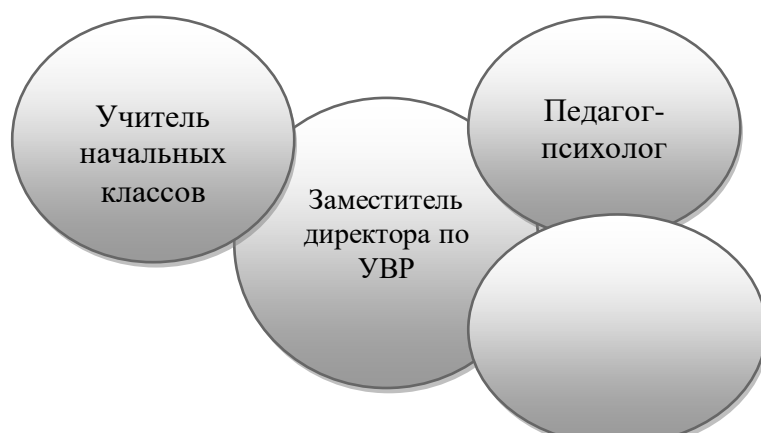 Учитель
начальных
классов
Заместитель
директора по
УВР
Педагог-
психолог